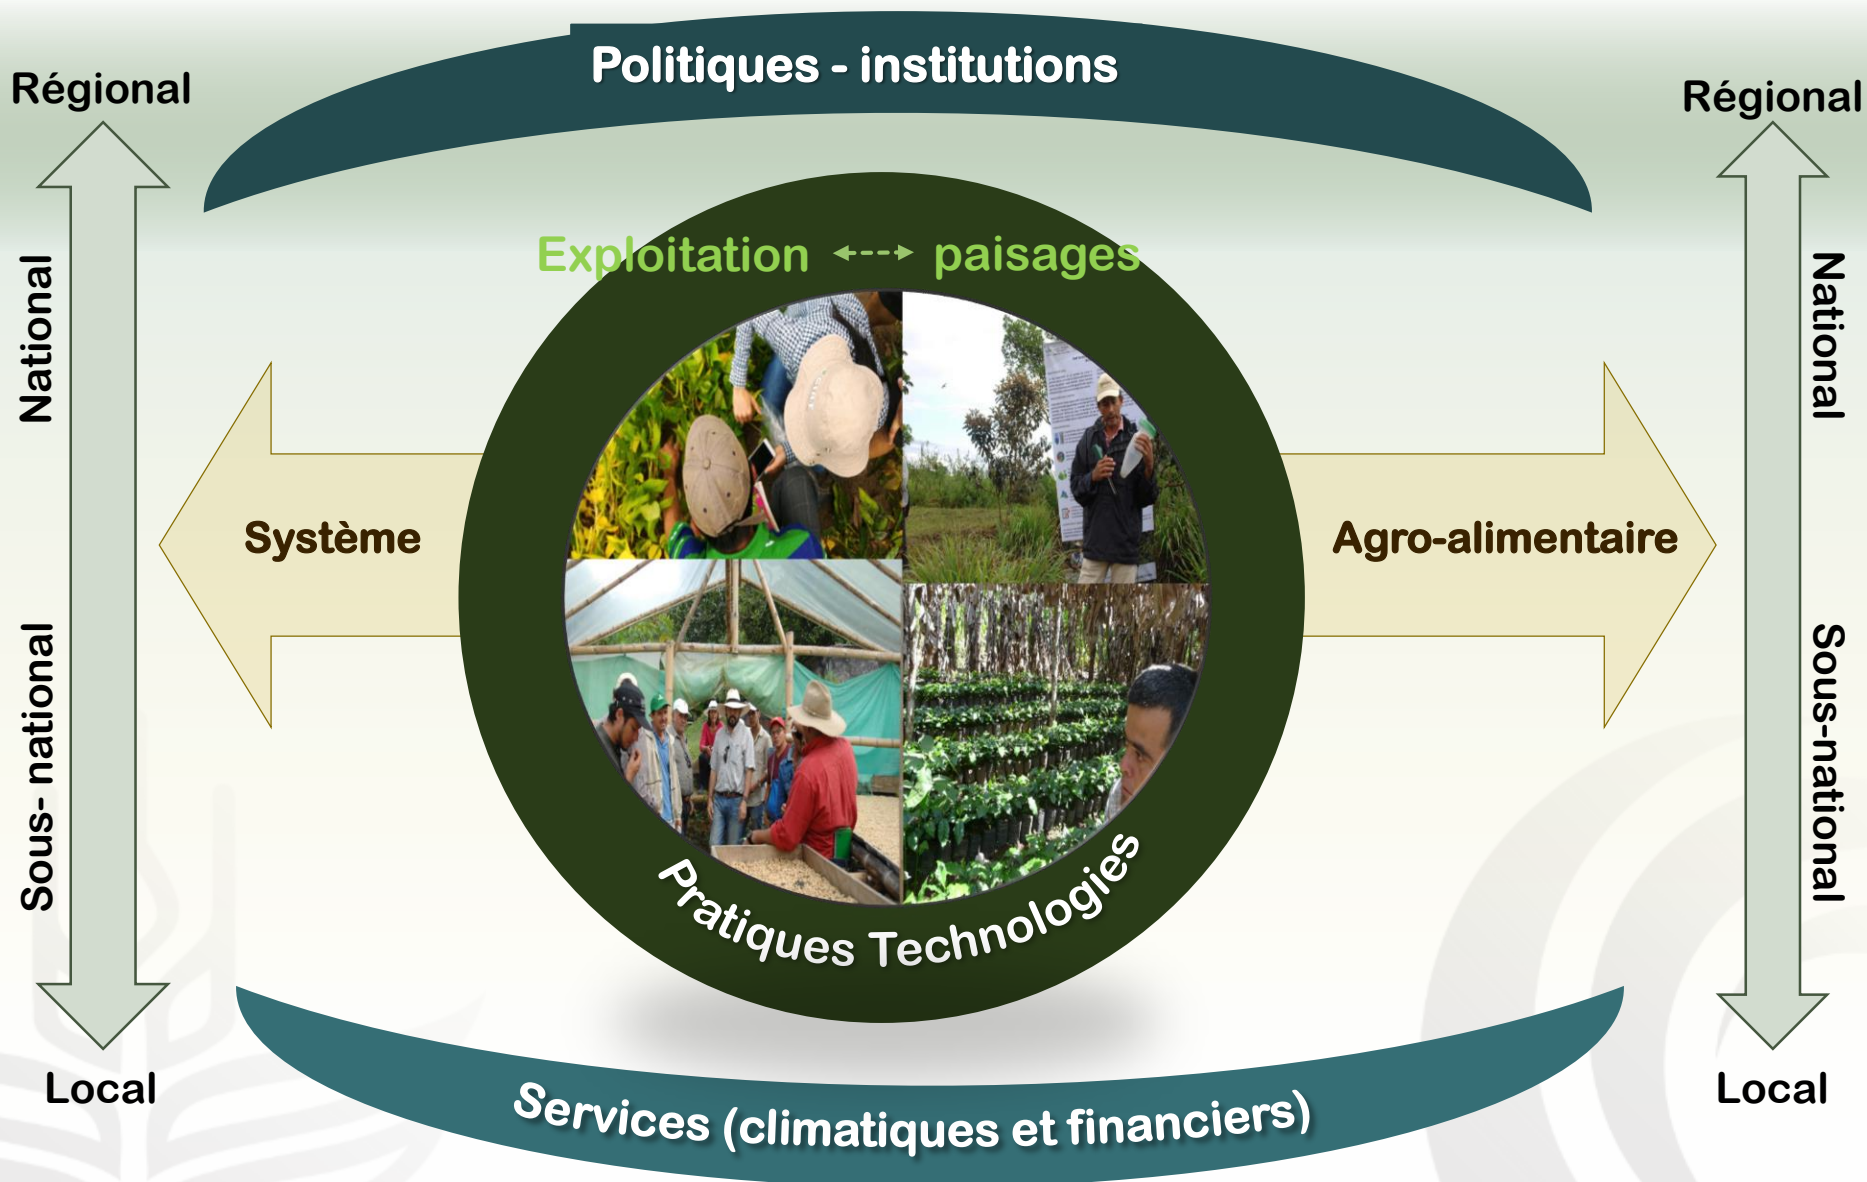 Politiques - institutions
Régional
Régional
Exploitation
paisages
National
National
Système
Agro-alimentaire
Sous- national
Sous-national
Pratiques Technologies
Local
Local
Services (climatiques et financiers)